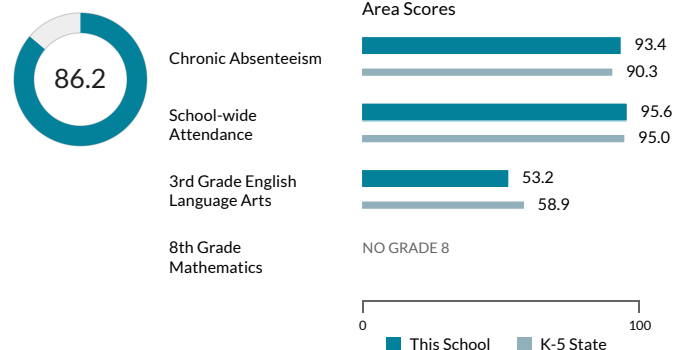 Area Scores
86.2
Chronic Absenteeism
93.4
90.3
School-wide
Attendance
95.6
95.0
3rd Grade English
Language Arts
53.2
58.9
8th Grade
Mathematics
NO GRADE 8
0
100
This School
K-5 State